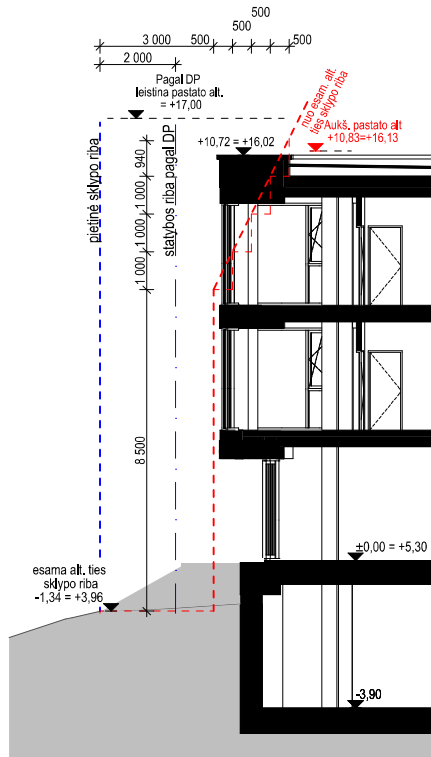 500
500
3 000
500
500
500
2 000
Pagal DP
leistina pastato alt.
= +17,00
nuo esam. alt.
ties sklypo riba
Aukš. pastato alt
+10,83=+16,13
+10,72 = +16,02
940
1 000
1 000
1 000
8 500
pietinė sklypo riba
statybos riba pagal DP
±0,00 = +5,30
esama alt. ties
sklypo riba
-1,34 = +3,96
-3,90